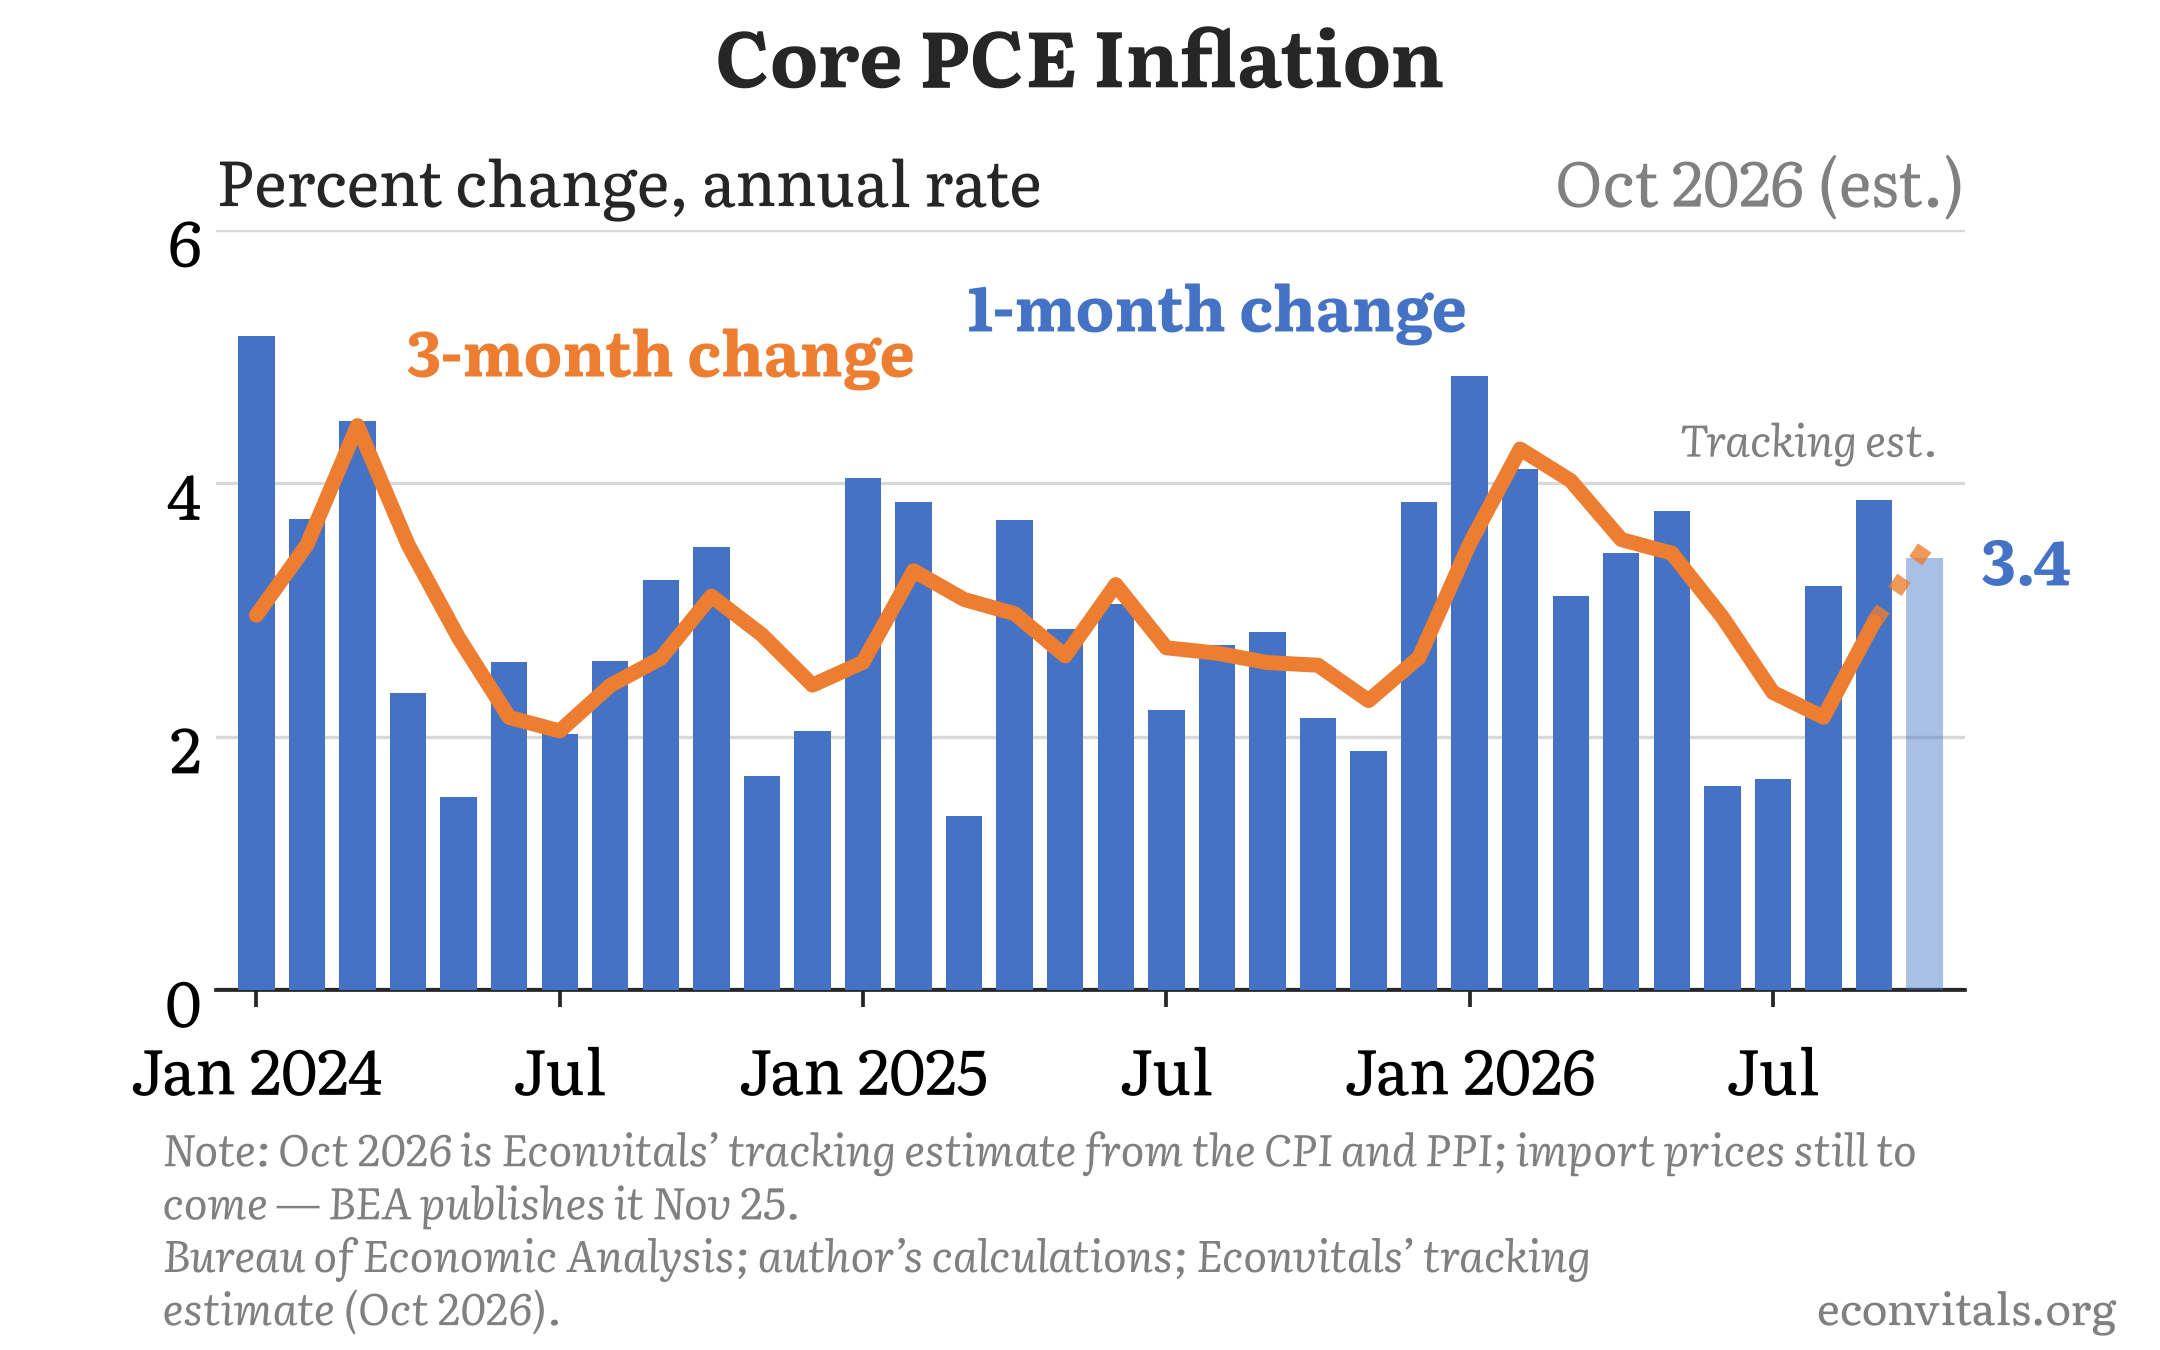 Core PCE Inflation
Percent change, annual rate
Oct 2026 (est.)
6
1-month change
3-month change
Tracking est.
4
3.4
2
0
Jan 2024
Jul
Jan 2025
Jul
Jan 2026
Jul
Note: Oct 2026 is Econvitals’ tracking estimate from the CPI and PPI; import prices still to
come — BEA publishes it Nov 25.
Bureau of Economic Analysis; author’s calculations; Econvitals’ tracking
estimate (Oct 2026).
econvitals.org